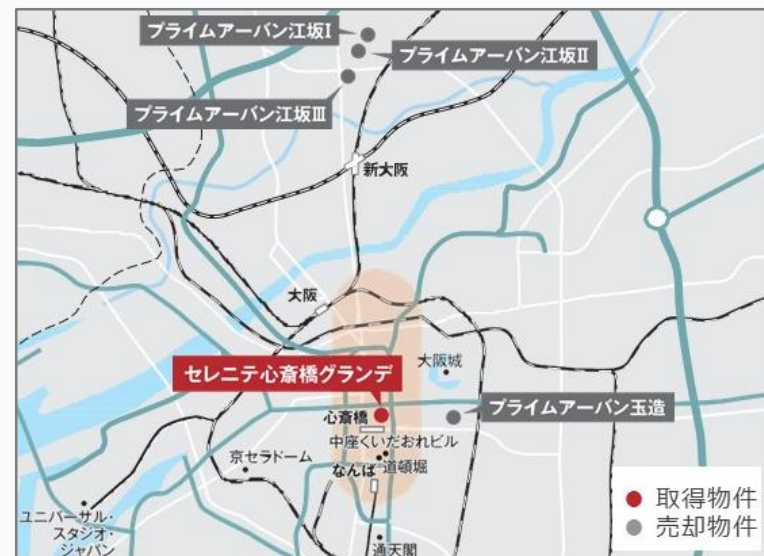 プライムアーバン江坂Ⅰ
プライムアーバン江坂Ⅱ
プライムアーバン江坂Ⅲ
新大阪
大阪
セレニテ心斎橋グランデ
大阪城
心斎橋
プライムアーバン玉造
中座くいだおれビル
京セラドーム
なんば
道頓堀
ユニバーサル・
スタジオ・
ジャパン
通天閣
取得物件
売却物件